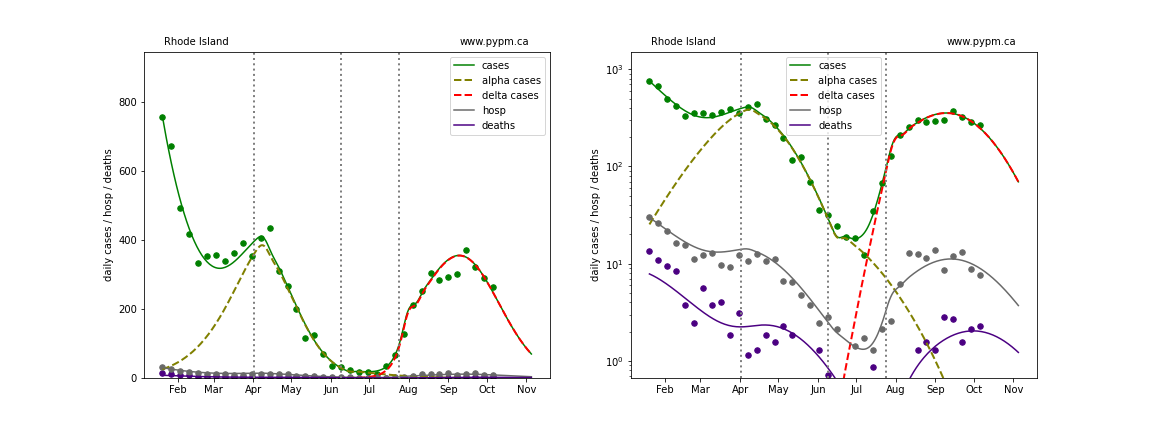 Rhode Island
www.pypm.ca
cases
alpha cases
delta cases
hosp
deaths
daily cases / hosp / deaths
800
600
400
200
0
Feb Mar Apr May Jun Jul Aug Sep Oct Nov
Rhode Island
www.pypm.ca
cases
alpha cases
delta cases
hosp
deaths
daily cases / hosp / deaths
10³
10²
10¹
10⁰
Feb Mar Apr May Jun Jul Aug Sep Oct Nov